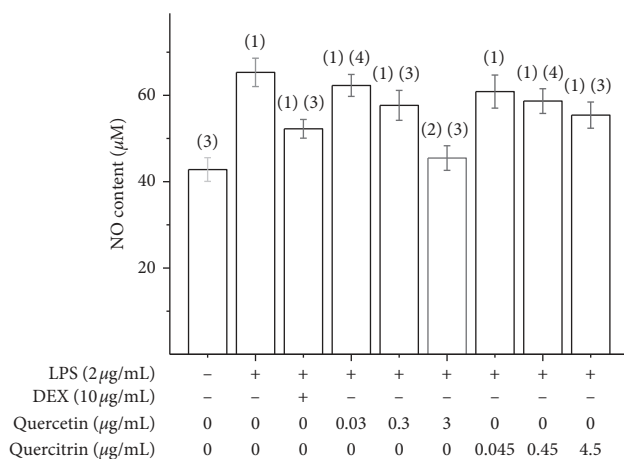 (1)
(1) (4)
(1)
(1) (3)
(1) (4)
(1) (3)
60
(1) (3)
(3)
(2) (3)
40
20
NO content (μM)
LPS (2 μg/mL) – + + + + + + + +
DEX (10 μg/mL) – – + – – – – – –
Quercetin (μg/mL) 0 0 0 0.03 0.3 3 0 0 0
Quercitrin (μg/mL) 0 0 0 0 0 0 0.045 0.45 4.5